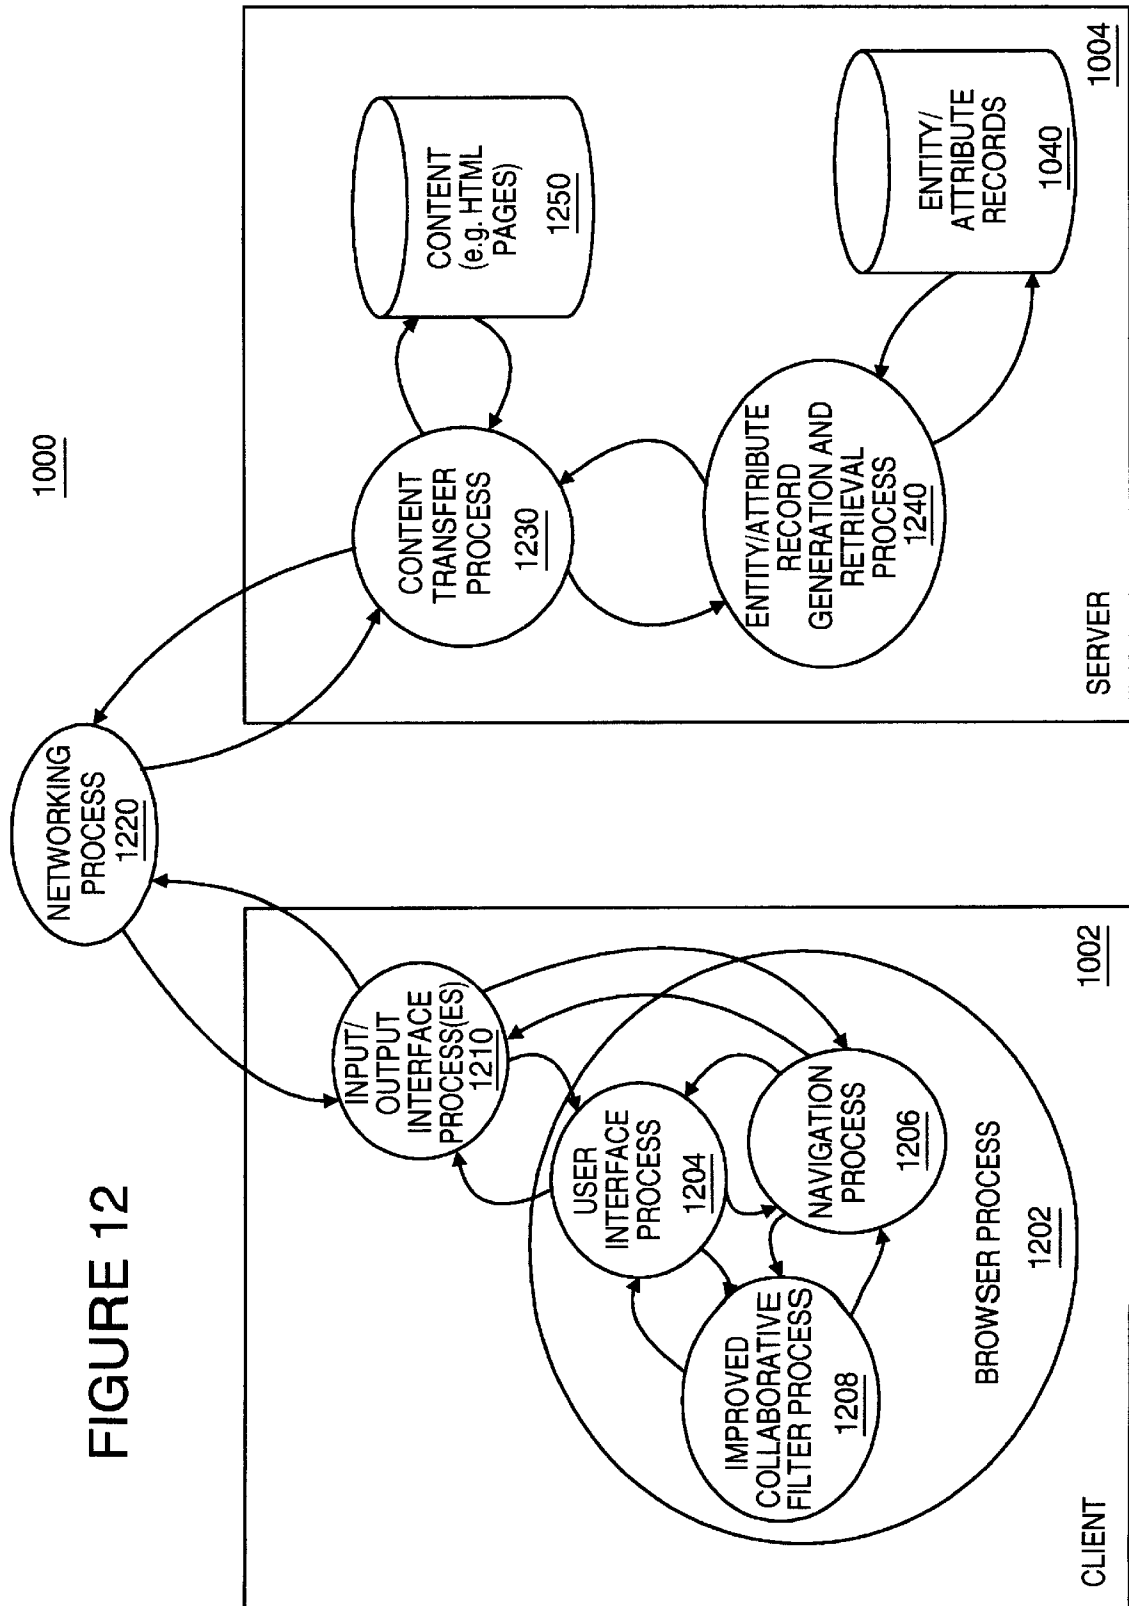 FIGURE 12
1000
NETWORKING
PROCESS
1220
INPUT/
OUTPUT
INTERFACE
PROCESS(ES)
1210
USER
INTERFACE
PROCESS
1204
IMPROVED
COLLABORATIVE
FILTER PROCESS
1208
NAVIGATION
PROCESS
1206
BROWSER PROCESS
1202
CLIENT
1002
CONTENT
TRANSFER
PROCESS
1230
CONTENT
(e.g. HTML
PAGES)
1250
ENTITY/ATTRIBUTE
RECORD
GENERATION AND
RETRIEVAL
PROCESS
1240
ENTITY/
ATTRIBUTE
RECORDS
1040
SERVER
1004